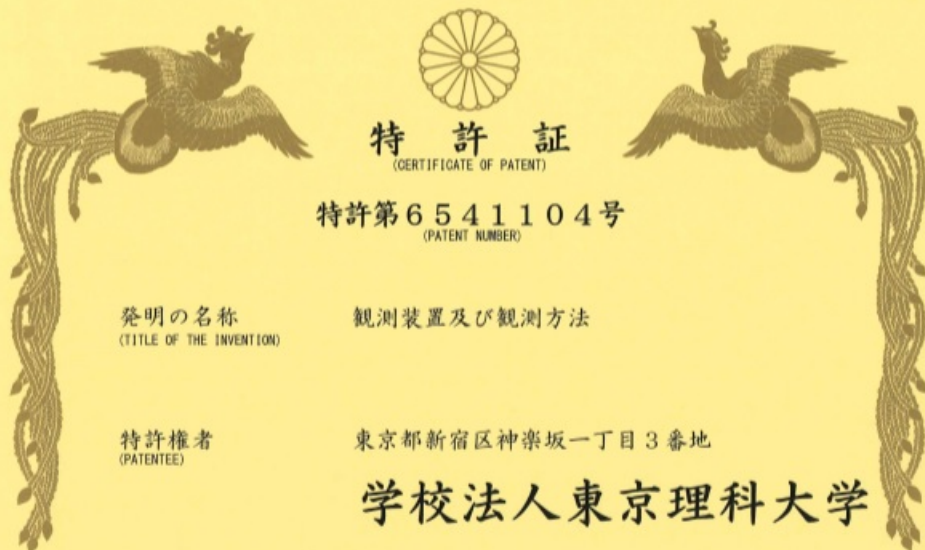 特許証
(CERTIFICATE OF PATENT)
特許第6541104号
(PATENT NUMBER)
発明の名称 観測装置及び観測方法
(TITLE OF THE INVENTION)
特許権者 東京都新宿区神楽坂一丁目3番地
(PATENTEE)
学校法人東京理科大学